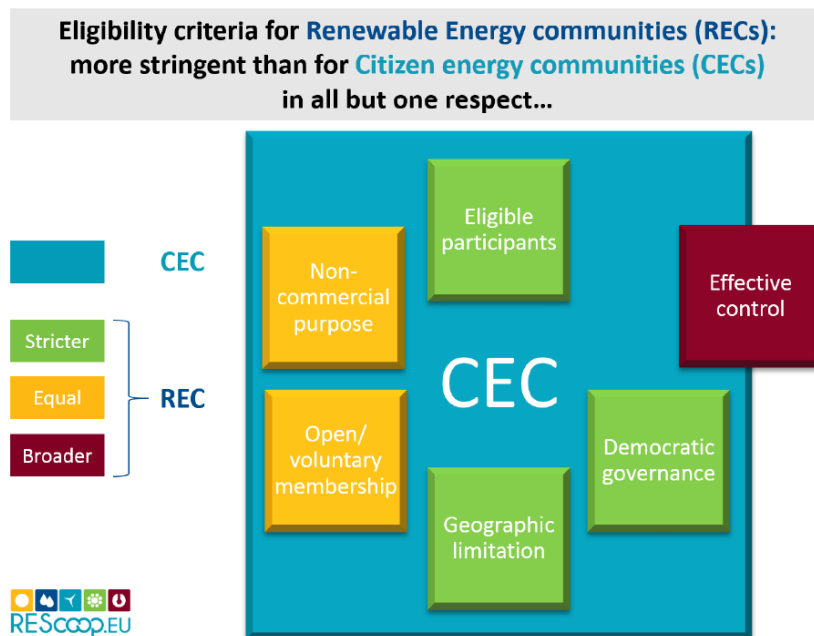 Eligibility criteria for Renewable Energy communities (RECs):
more stringent than for Citizen energy communities (CECs)
in all but one respect...
CEC
Stricter
Equal
Broader
REC
Eligible
participants
Non-
commercial
purpose
Effective
control
CEC
Open/
voluntary
membership
Democratic
governance
Geographic
limitation
REScoop.EU